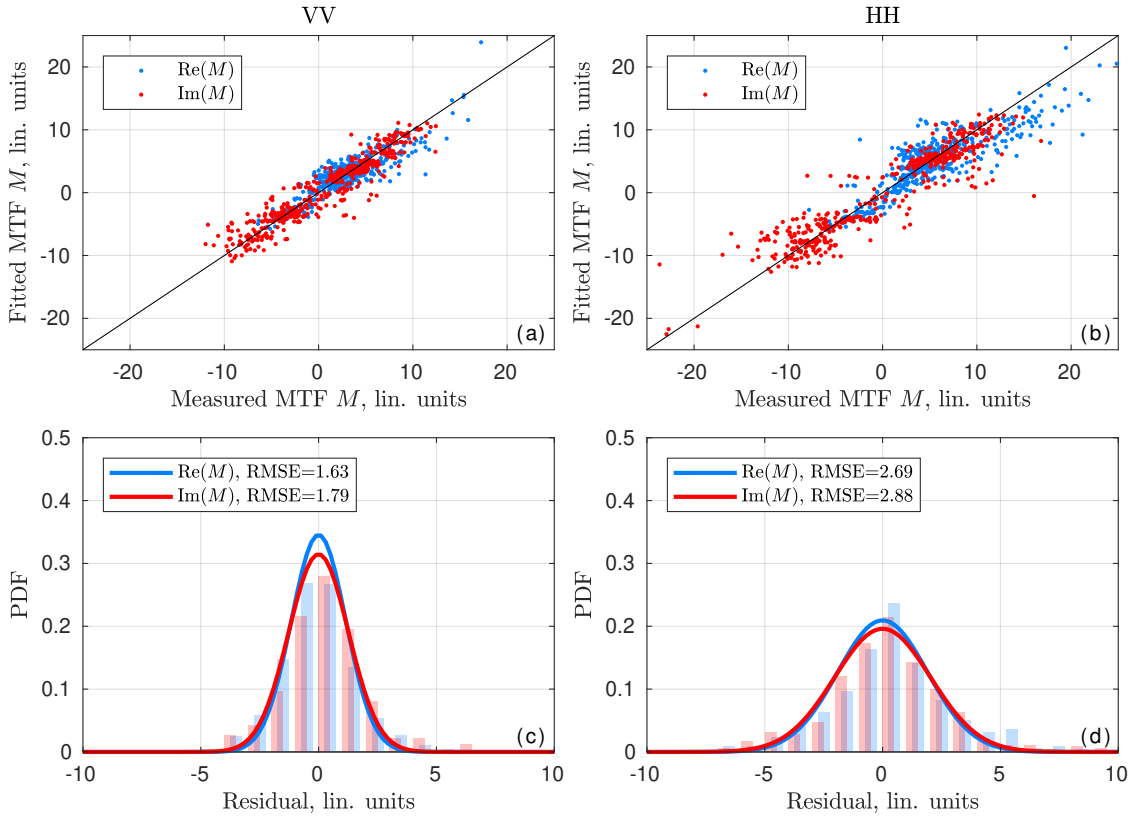 VV
HH
20
10
0
-10
-20
Fitted MTF M, lin. units
Re(M)
Im(M)
(a)
-20 -10 0 10 20
Measured MTF M, lin. units
20
10
0
-10
-20
Fitted MTF M, lin. units
Re(M)
Im(M)
(b)
-20 -10 0 10 20
Measured MTF M, lin. units
0.5
0.4
0.3
0.2
0.1
0
PDF
Re(M), RMSE=1.63
Im(M), RMSE=1.79
(c)
-10 -5 0 5 10
Residual, lin. units
0.5
0.4
0.3
0.2
0.1
0
PDF
Re(M), RMSE=2.69
Im(M), RMSE=2.88
(d)
-10 -5 0 5 10
Residual, lin. units